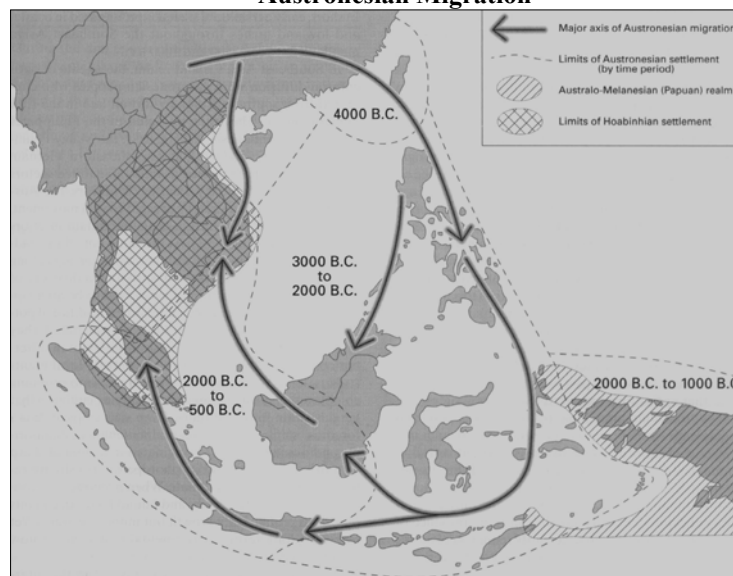 Austronesian Migration
Major axis of Austronesian migration
Limits of Austronesian settlement
(by time period)
Australo-Melanesian (Papuan) realm
Limits of Hoabinhian settlement
4000 B.C.
3000 B.C.
to
2000 B.C.
2000 B.C.
to
500 B.C.
2000 B.C. to 1000 B.C